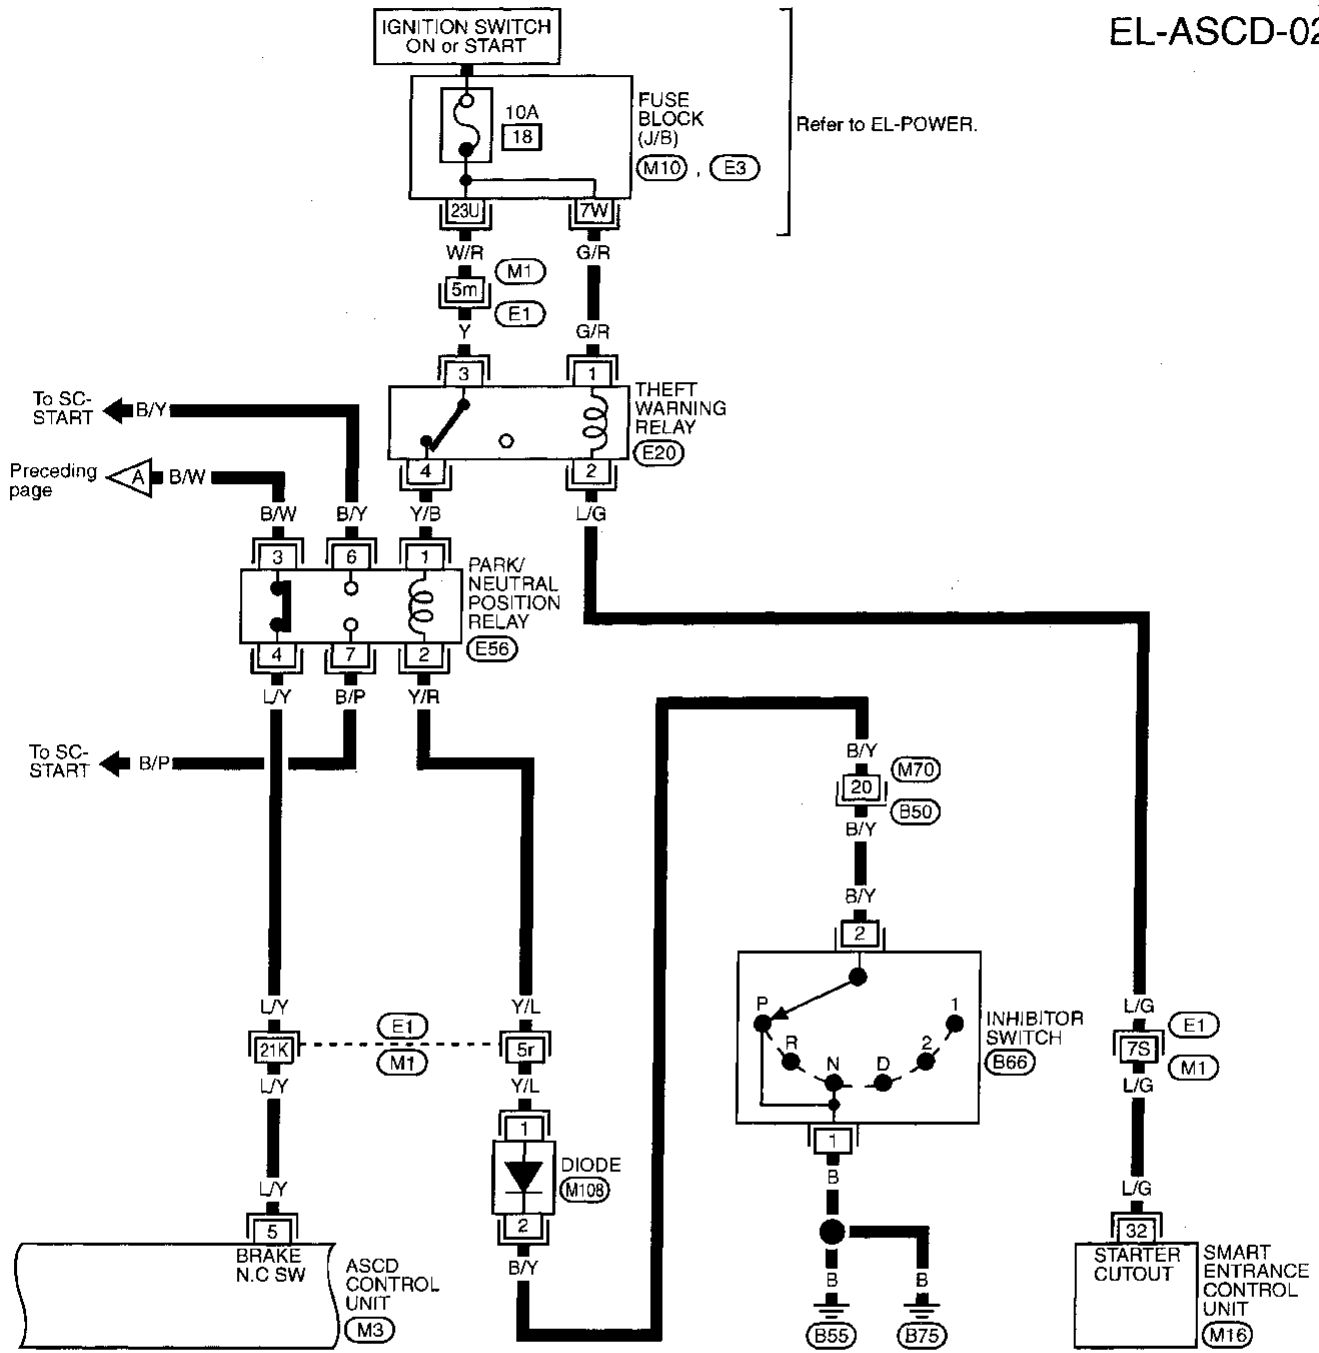 EL-ASCD-02
IGNITION SWITCH
ON or START
10A
18
FUSE
BLOCK
(J/B)
M10 , E3
Refer to EL-POWER.
23U
7W
W/R
G/R
M1
5m
E1
Y
G/R
3
1
THEFT
WARNING
RELAY
E20
To SC-
START
B/Y
Preceding
page
A
B/W
4
2
B/W
B/Y
Y/B
L/G
3
6
1
PARK/
NEUTRAL
POSITION
RELAY
E56
4
7
2
L/Y
B/P
Y/R
To SC-
START
B/P
B/Y
M70
20
B50
B/Y
B/Y
2
P
R
N
D
2
1
INHIBITOR
SWITCH
B66
1
B
B
B
B55
B75
L/Y
Y/L
21K
E1
M1
5r
L/Y
Y/L
1
DIODE
M108
2
B/Y
L/Y
5
BRAKE
N.C SW
ASCD
CONTROL
UNIT
M3
L/G
E1
7S
M1
L/G
L/G
32
STARTER
CUTOUT
SMART
ENTRANCE
CONTROL
UNIT
M16